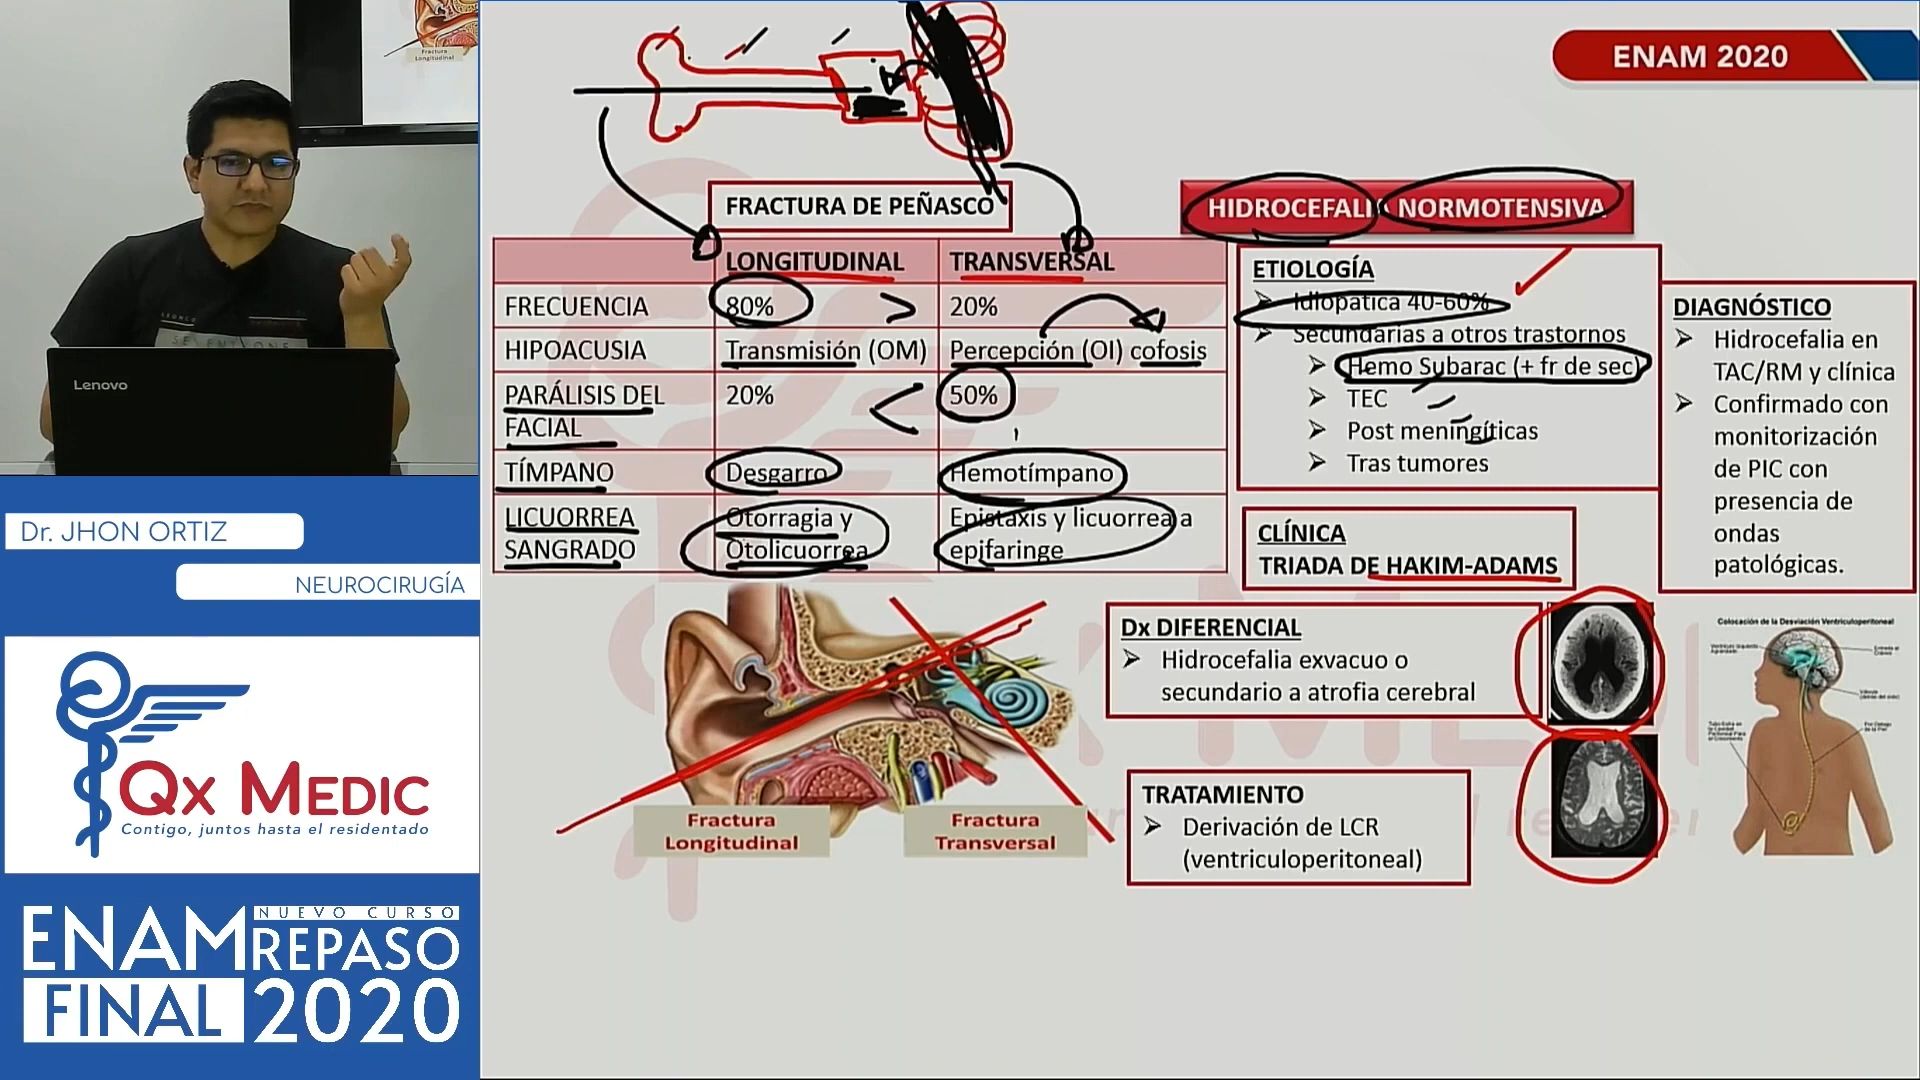 Fractura
Longitudinal
Lenovo
Dr. JHON ORTIZ
NEUROCIRUGÍA
QX MEDIC
Contigo, juntos hasta el residentado
NUEVO CURSO
ENAM REPASO
FINAL 2020
ENAM 2020
FRACTURA DE PEÑASCO
LONGITUDINAL TRANSVERSAL
FRECUENCIA 80% > 20%
HIPOACUSIA Transmisión (OM) Percepción (OI) cofosis
PARÁLISIS DEL FACIAL 20% < 50%
TÍMPANO Desgarro Hemotímpano
LICUORREA Otorragia y Epistaxis y licuorrea a
SANGRADO Otolicuorrea epifaringe
Fractura
Longitudinal
Fractura
Transversal
HIDROCEFALIA NORMOTENSIVA
ETIOLOGÍA
Idiopática 40-60%
Secundarias a otros trastornos
Hemo Subarac (+ fr de sec)
TEC
Post meningíticas
Tras tumores
CLÍNICA
TRIADA DE HAKIM-ADAMS
DIAGNÓSTICO
Hidrocefalia en
TAC/RM y clínica
Confirmado con
monitorización
de PIC con
presencia de
ondas
patológicas.
Dx DIFERENCIAL
Hidrocefalia exvacuo o
secundario a atrofia cerebral
TRATAMIENTO
Derivación de LCR
(ventriculoperitoneal)
Colocación de la Desviación Ventriculoperitoneal